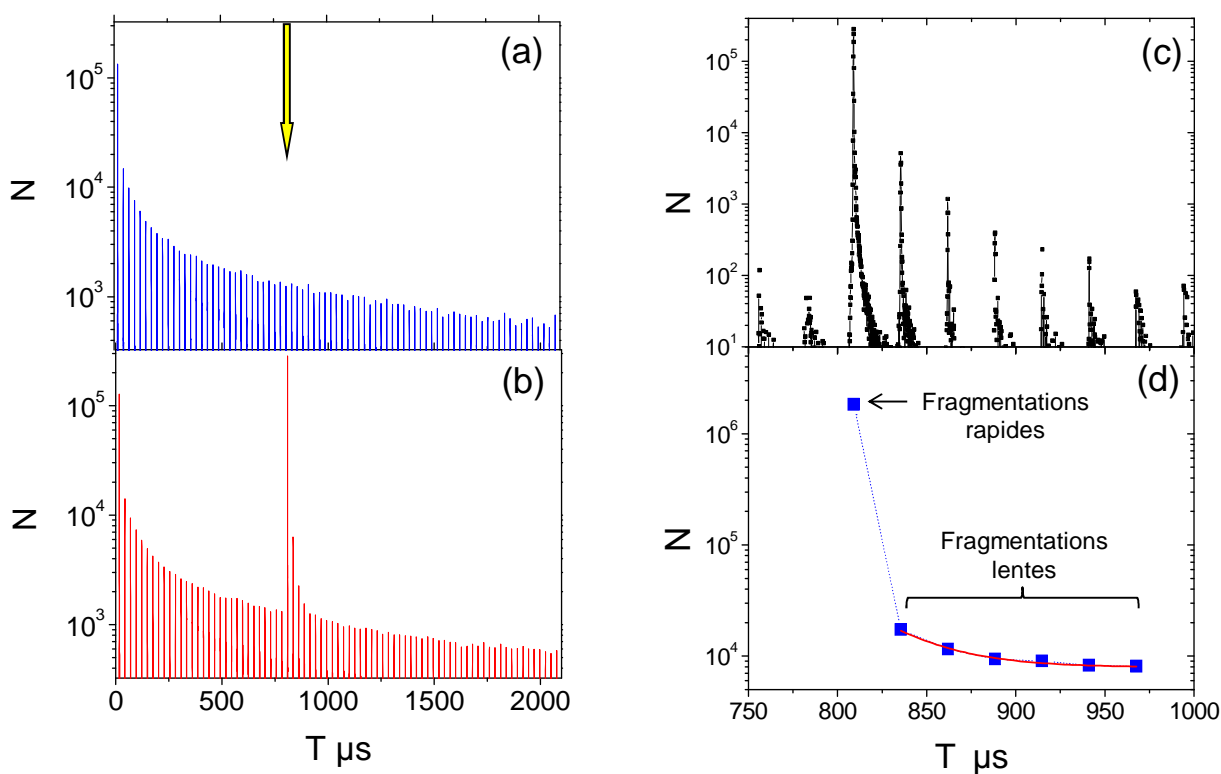 (a)
10^5
10^4
10^3
N
(b)
10^5
10^4
10^3
N
0 500 1000 1500 2000
T µs
(c)
10^5
10^4
10^3
10^2
10^1
N
(d)
Fragmentations
rapides
10^6
10^5
10^4
N
Fragmentations
lentes
750 800 850 900 950 1000
T µs